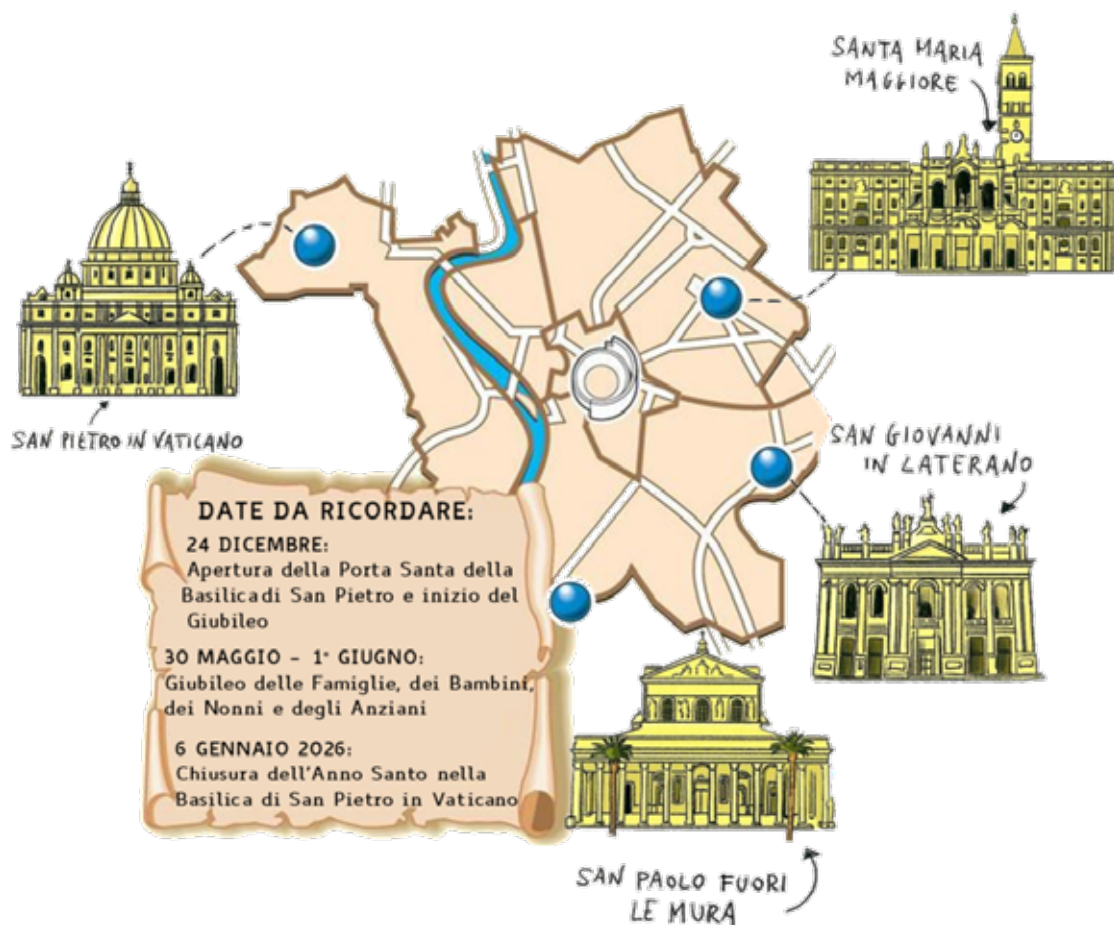 SANTA MARIA
MAGGIORE
SAN PIETRO IN VATICANO
SAN GIOVANNI
IN LATERANO
DATE DA RICORDARE:
24 DICEMBRE:
Apertura della Porta Santa della
Basilica di San Pietro e inizio del
Giubileo
30 MAGGIO - 1° GIUGNO:
Giubileo delle Famiglie, dei Bambini,
dei Nonni e degli Anziani
6 GENNAIO 2026:
Chiusura dell'Anno Santo nella
Basilica di San Pietro in Vaticano
SAN PAOLO FUORI
LE MURA